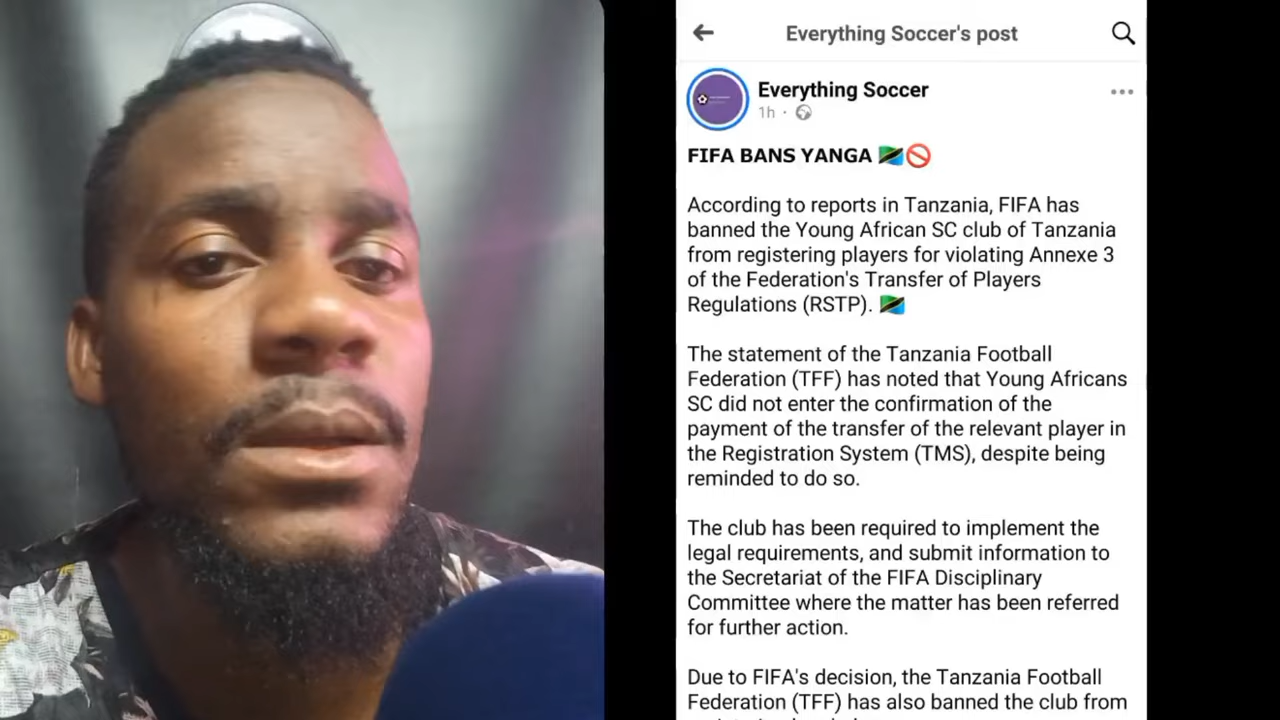 Everything Soccer's post
Everything Soccer
1h ·
FIFA BANS YANGA 🇹🇿🚫
According to reports in Tanzania, FIFA has
banned the Young African SC club of Tanzania
from registering players for violating Annexe 3
of the Federation's Transfer of Players
Regulations (RSTP). 🇹🇿
The statement of the Tanzania Football
Federation (TFF) has noted that Young Africans
SC did not enter the confirmation of the
payment of the transfer of the relevant player in
the Registration System (TMS), despite being
reminded to do so.
The club has been required to implement the
legal requirements, and submit information to
the Secretariat of the FIFA Disciplinary
Committee where the matter has been referred
for further action.
Due to FIFA's decision, the Tanzania Football
Federation (TFF) has also banned the club from